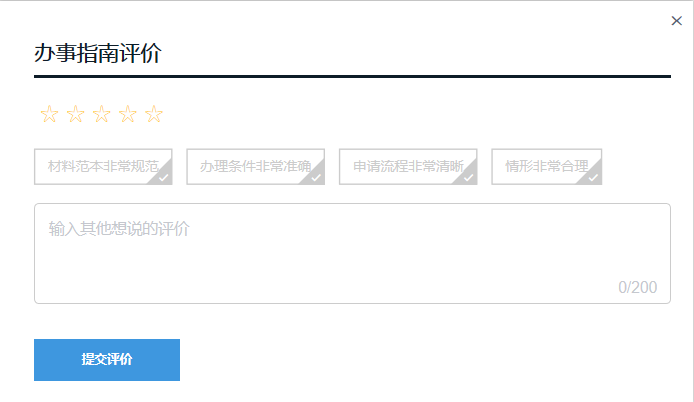 办事指南评价
材料范本非常规范 办理条件非常准确 申请流程非常清晰 情形非常合理
输入其他想说的评价
0/200
提交评价